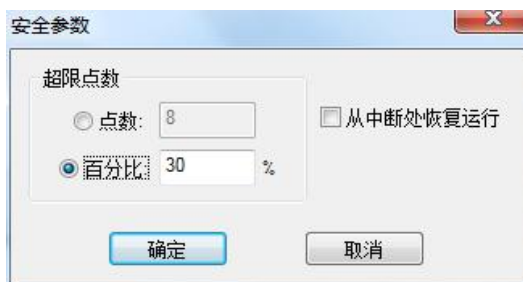 安全参数
超限点数
点数: 8
从中断处恢复运行
百分比: 30 %
确定
取消